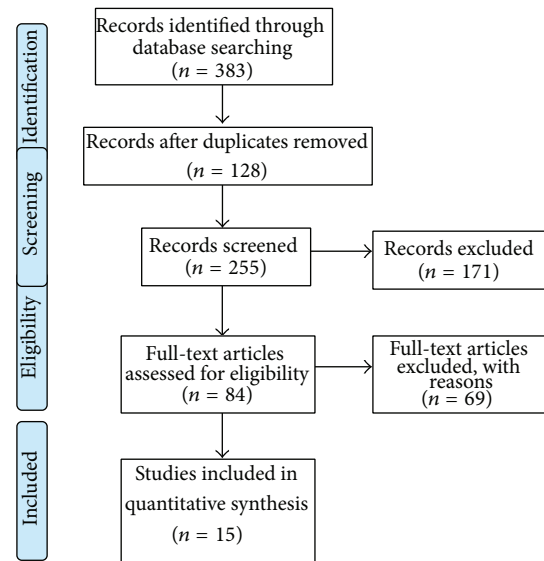 Identification
Records identified through
database searching
(n = 383)
Records after duplicates removed
(n = 128)
Screening
Records screened
(n = 255)
Records excluded
(n = 171)
Eligibility
Full-text articles
assessed for eligibility
(n = 84)
Full-text articles
excluded, with
reasons
(n = 69)
Included
Studies included in
quantitative synthesis
(n = 15)